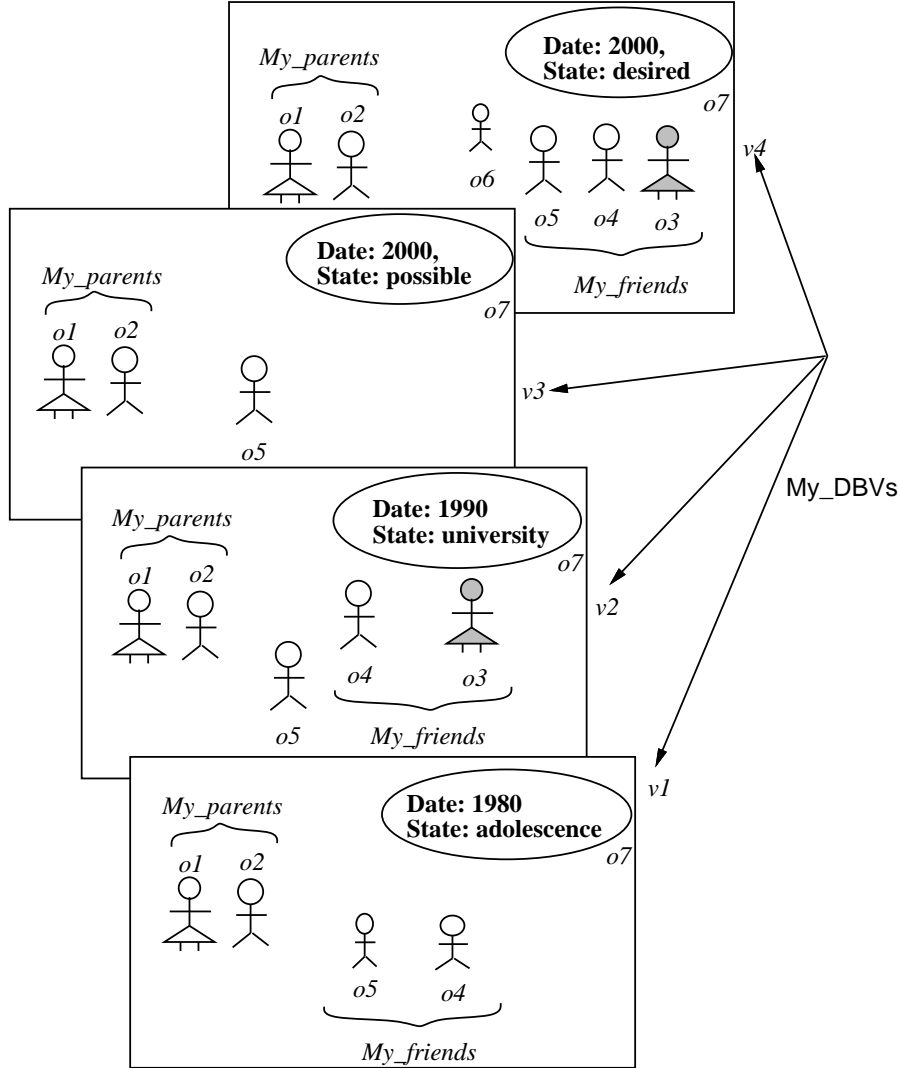 My_parents
Date: 2000,
State: desired
o1 o2
o7
o6
v4
o5 o4 o3
My_friends
My_parents
Date: 2000,
State: possible
o7
o1 o2
v3
o5
My_DBVs
My_parents
Date: 1990
State: university
o7
o1 o2
v2
o4 o3
o5
My_friends
v1
My_parents
Date: 1980
State: adolescence
o7
o1 o2
o5 o4
My_friends